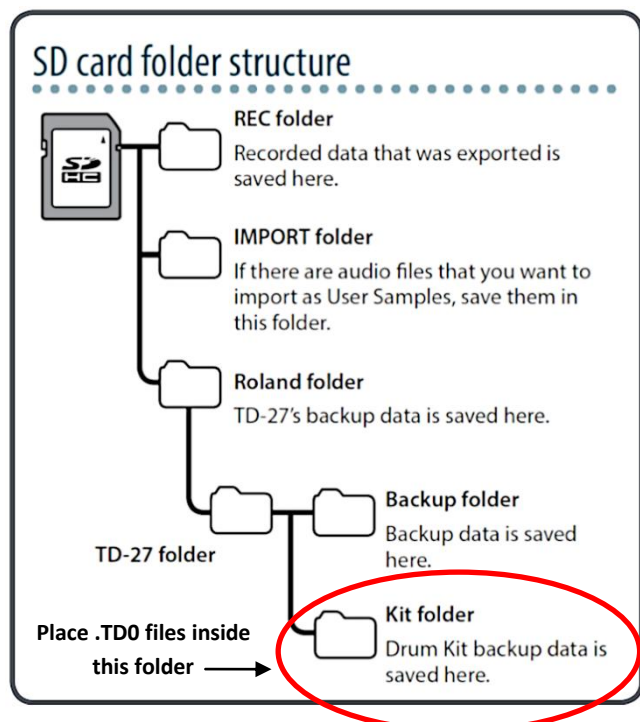 SD card folder structure
SD
HC
REC folder
Recorded data that was exported is
saved here.
IMPORT folder
If there are audio files that you want to
import as User Samples, save them in
this folder.
Roland folder
TD-27's backup data is saved here.
TD-27 folder
Backup folder
Backup data is saved
here.
Place .TD0 files inside
this folder
Kit folder
Drum Kit backup data is
saved here.